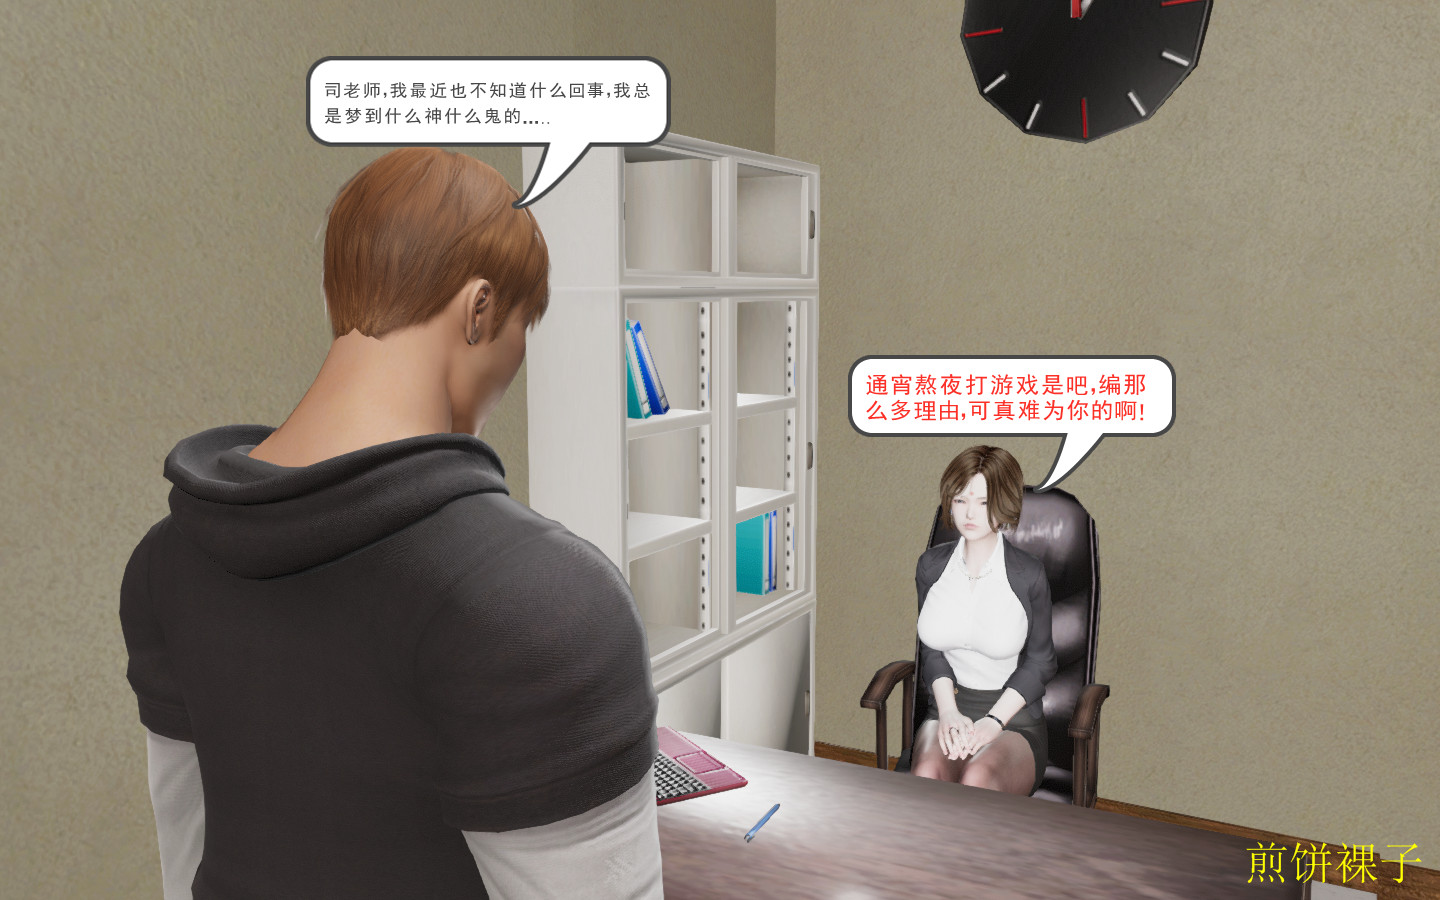 司老师,我最近也不知道什么回事,我总
是梦到什么神什么鬼的.....
通宵熬夜打游戏是吧,编那
么多理由,可真难为你的啊!
煎饼裸子